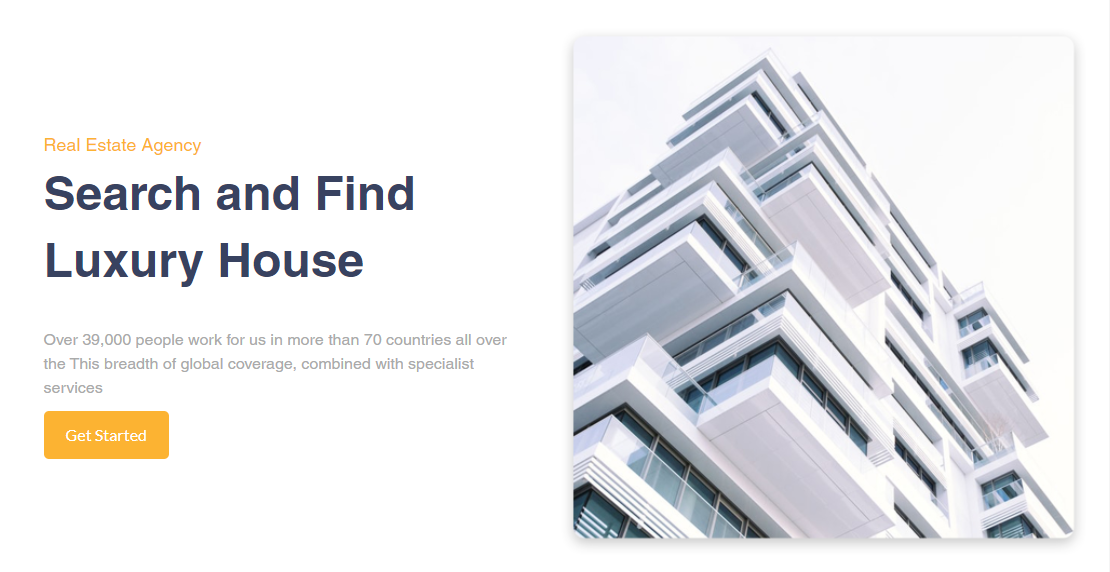 Real Estate Agency
Search and Find
Luxury House
Over 39,000 people work for us in more than 70 countries all over
the This breadth of global coverage, combined with specialist
services
Get Started